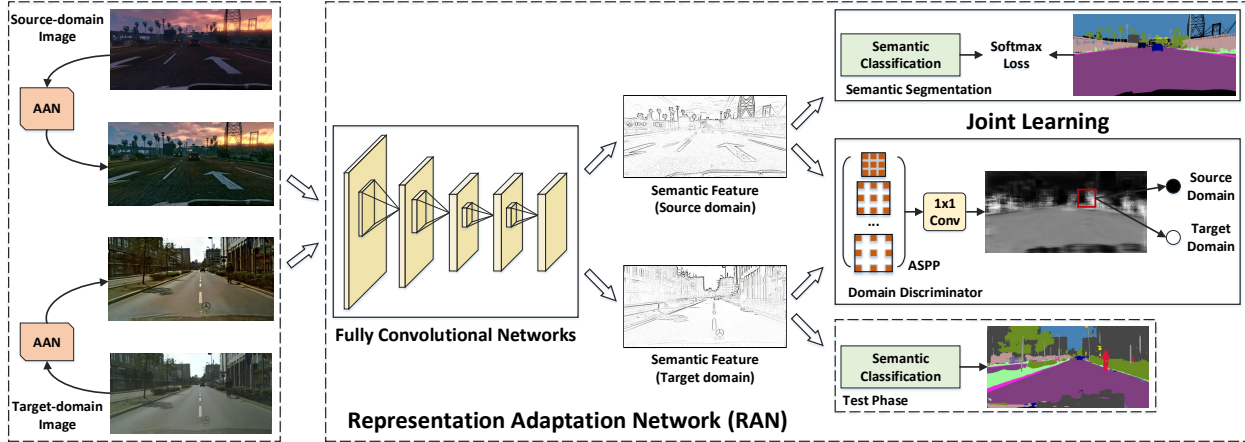 Source-domain
Image
AAN
AAN
Target-domain
Image
Fully Convolutional Networks
Semantic Feature
(Source domain)
Semantic Feature
(Target domain)
Semantic
Classification
Softmax
Loss
Semantic Segmentation
Joint Learning
...
ASPP
1x1
Conv
Source
Domain
Target
Domain
Domain Discriminator
Semantic
Classification
Test Phase
Representation Adaptation Network (RAN)